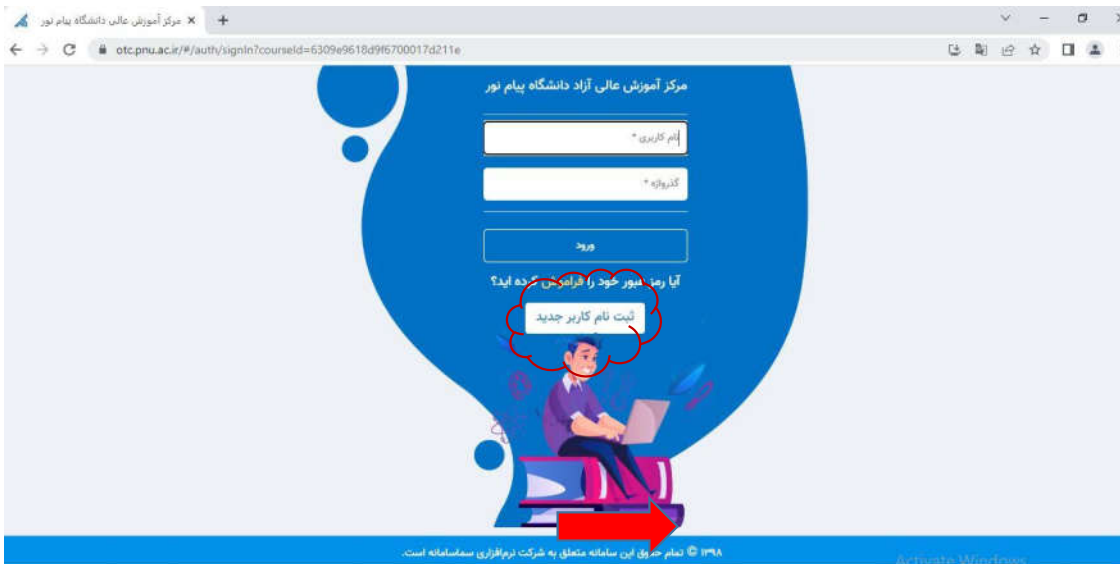 مرکز آموزش عالی دانشگاه پیام نور
otc.pnu.ac.ir/#/auth/signIn?courseId=6309e9618d9f6700017d211e
مرکز آموزش عالی آزاد دانشگاه پیام نور
نام کاربری *
گذرواژه *
ورود
آیا رمز عبور خود را فراموش کرده اید؟
ثبت نام کاربر جدید
۱۳۹۸ © تمام حقوق این سامانه متعلق به شرکت نرم‌افزاری سماسامانه است.
Activate Windows